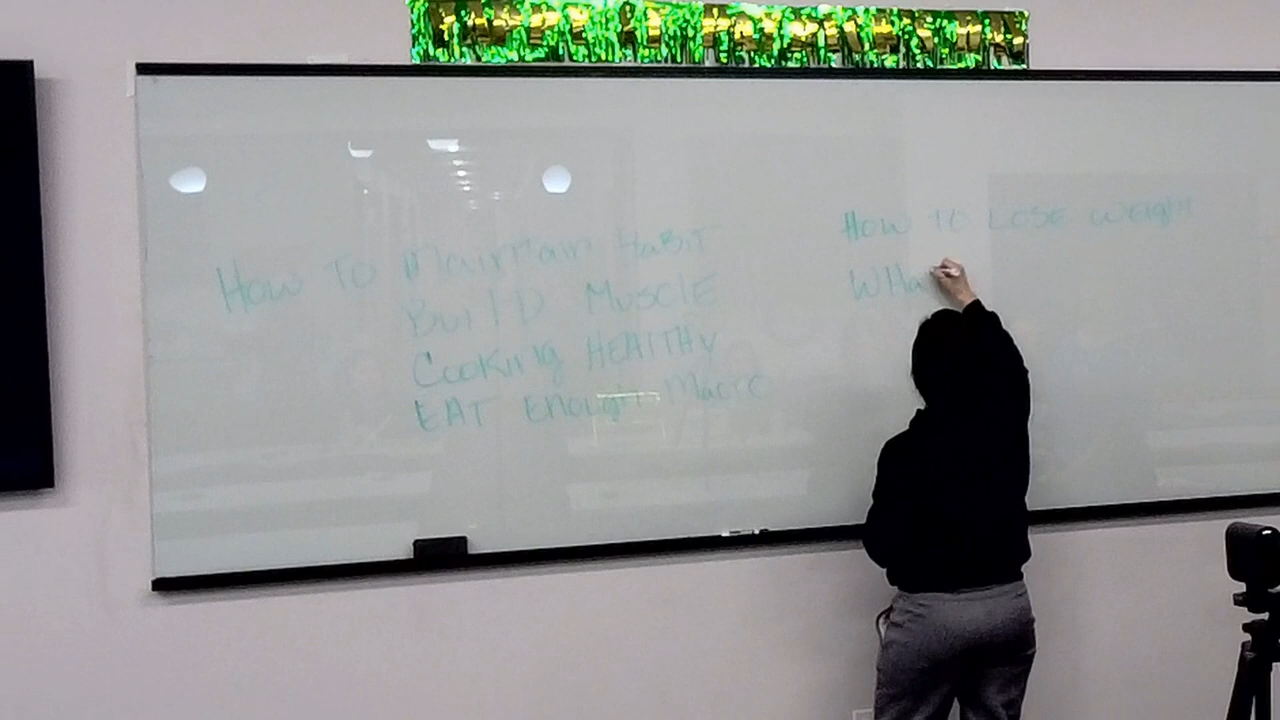 How To Maintain HaBiT
BuilD MuscLE
CooKing HEAlTHy
EAT Enough Macro
How To LOSE WEIgHT
WHa